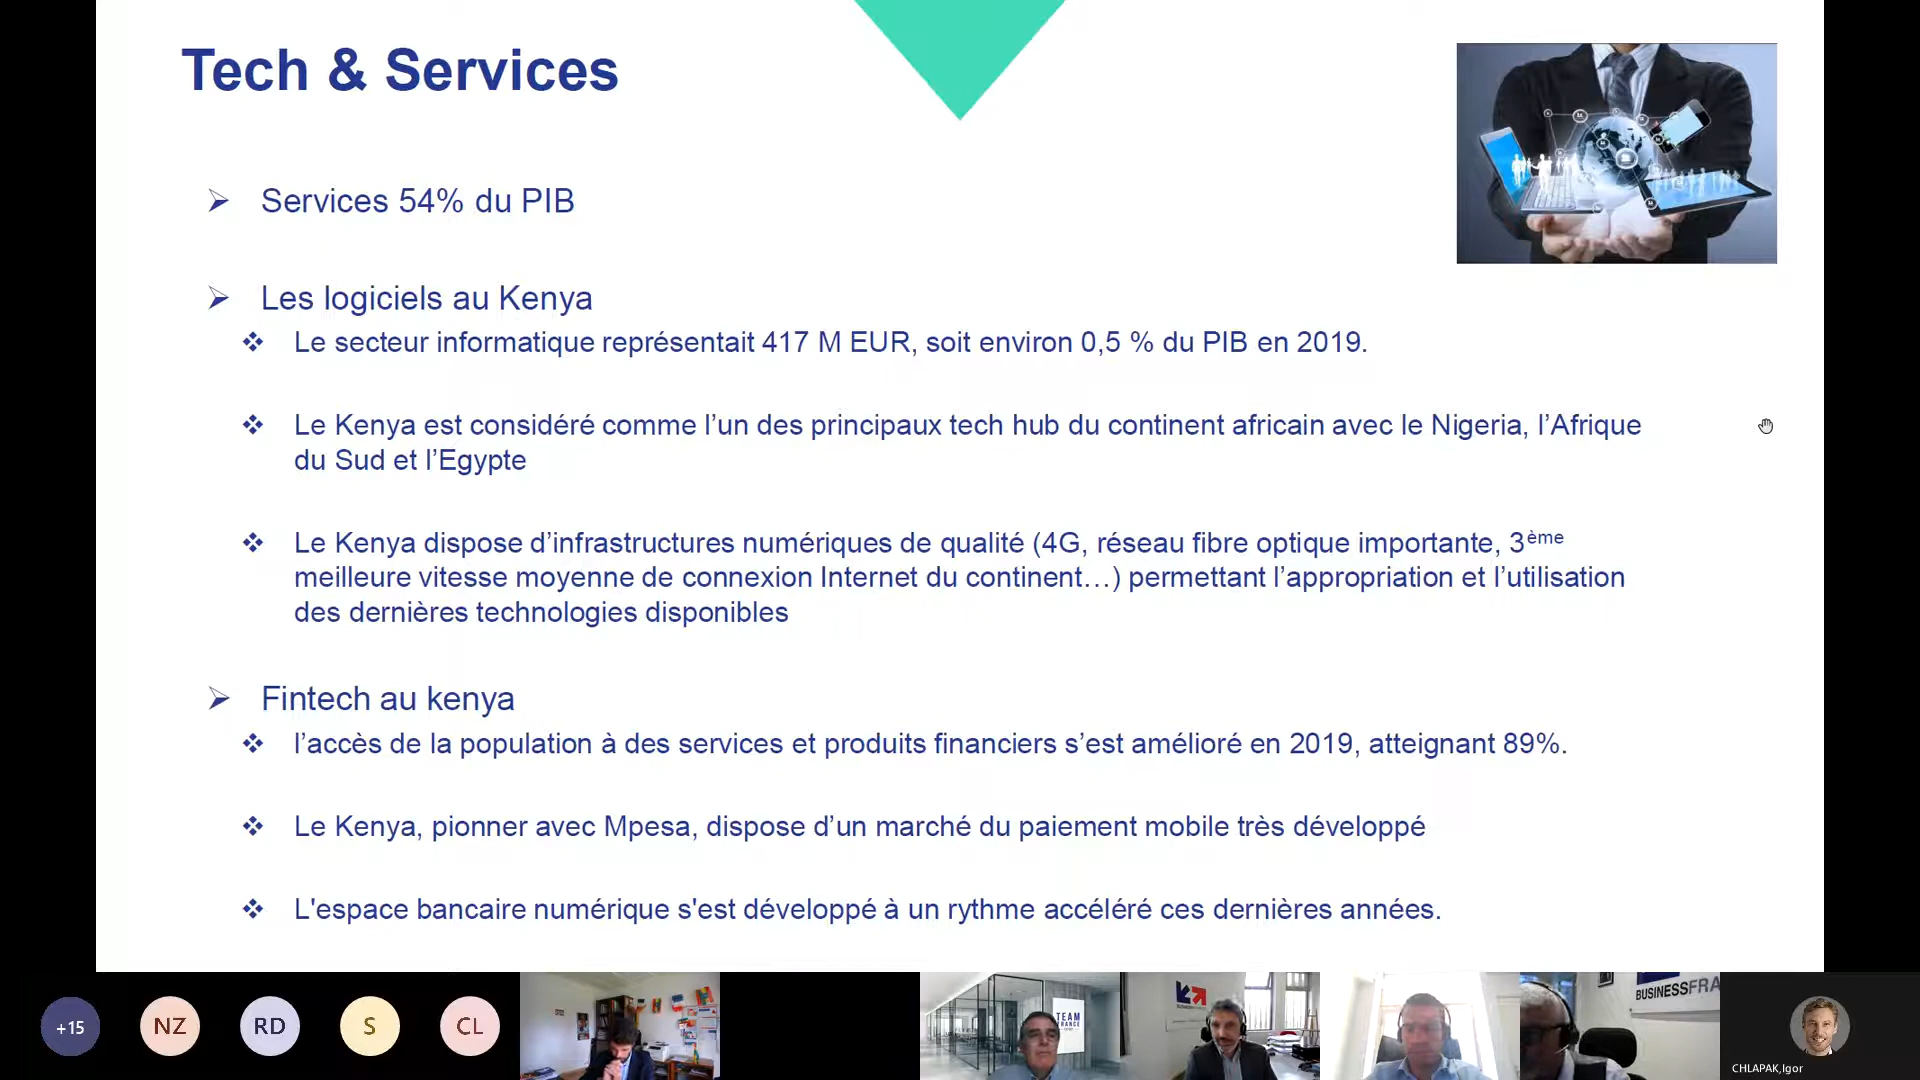 Tech & Services
Services 54% du PIB
Les logiciels au Kenya
Le secteur informatique représentait 417 M EUR, soit environ 0,5 % du PIB en 2019.
Le Kenya est considéré comme l’un des principaux tech hub du continent africain avec le Nigeria, l’Afrique
du Sud et l’Egypte
Le Kenya dispose d’infrastructures numériques de qualité (4G, réseau fibre optique importante, 3ème
meilleure vitesse moyenne de connexion Internet du continent…) permettant l’appropriation et l’utilisation
des dernières technologies disponibles
Fintech au kenya
l’accès de la population à des services et produits financiers s’est amélioré en 2019, atteignant 89%.
Le Kenya, pionner avec Mpesa, dispose d’un marché du paiement mobile très développé
L'espace bancaire numérique s'est développé à un rythme accéléré ces dernières années.
+15
NZ
RD
S
CL
TEAM
FRANCE
BUSINESSFRA
CHLAPAK,Igor